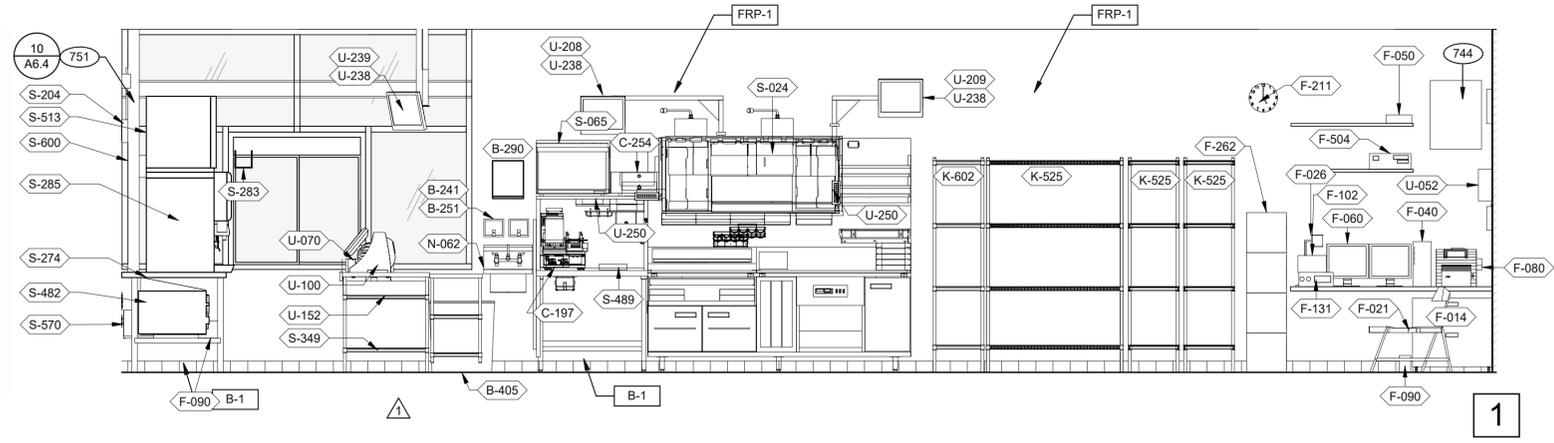 FRP-1
FRP-1
10
A6.4
751
U-239
U-238
U-208
U-238
S-024
U-209
U-238
F-050
744
S-204
S-513
S-600
S-285
S-283
B-290
S-065
C-254
F-211
F-504
F-262
K-602
K-525
K-525
K-525
F-026
F-102
F-060
U-052
F-040
B-241
B-251
U-250
U-250
U-070
N-062
S-274
S-482
S-570
U-100
U-152
S-349
C-197
S-489
F-080
F-131
F-021
F-014
F-090
B-1
1
B-405
B-1
F-090
1